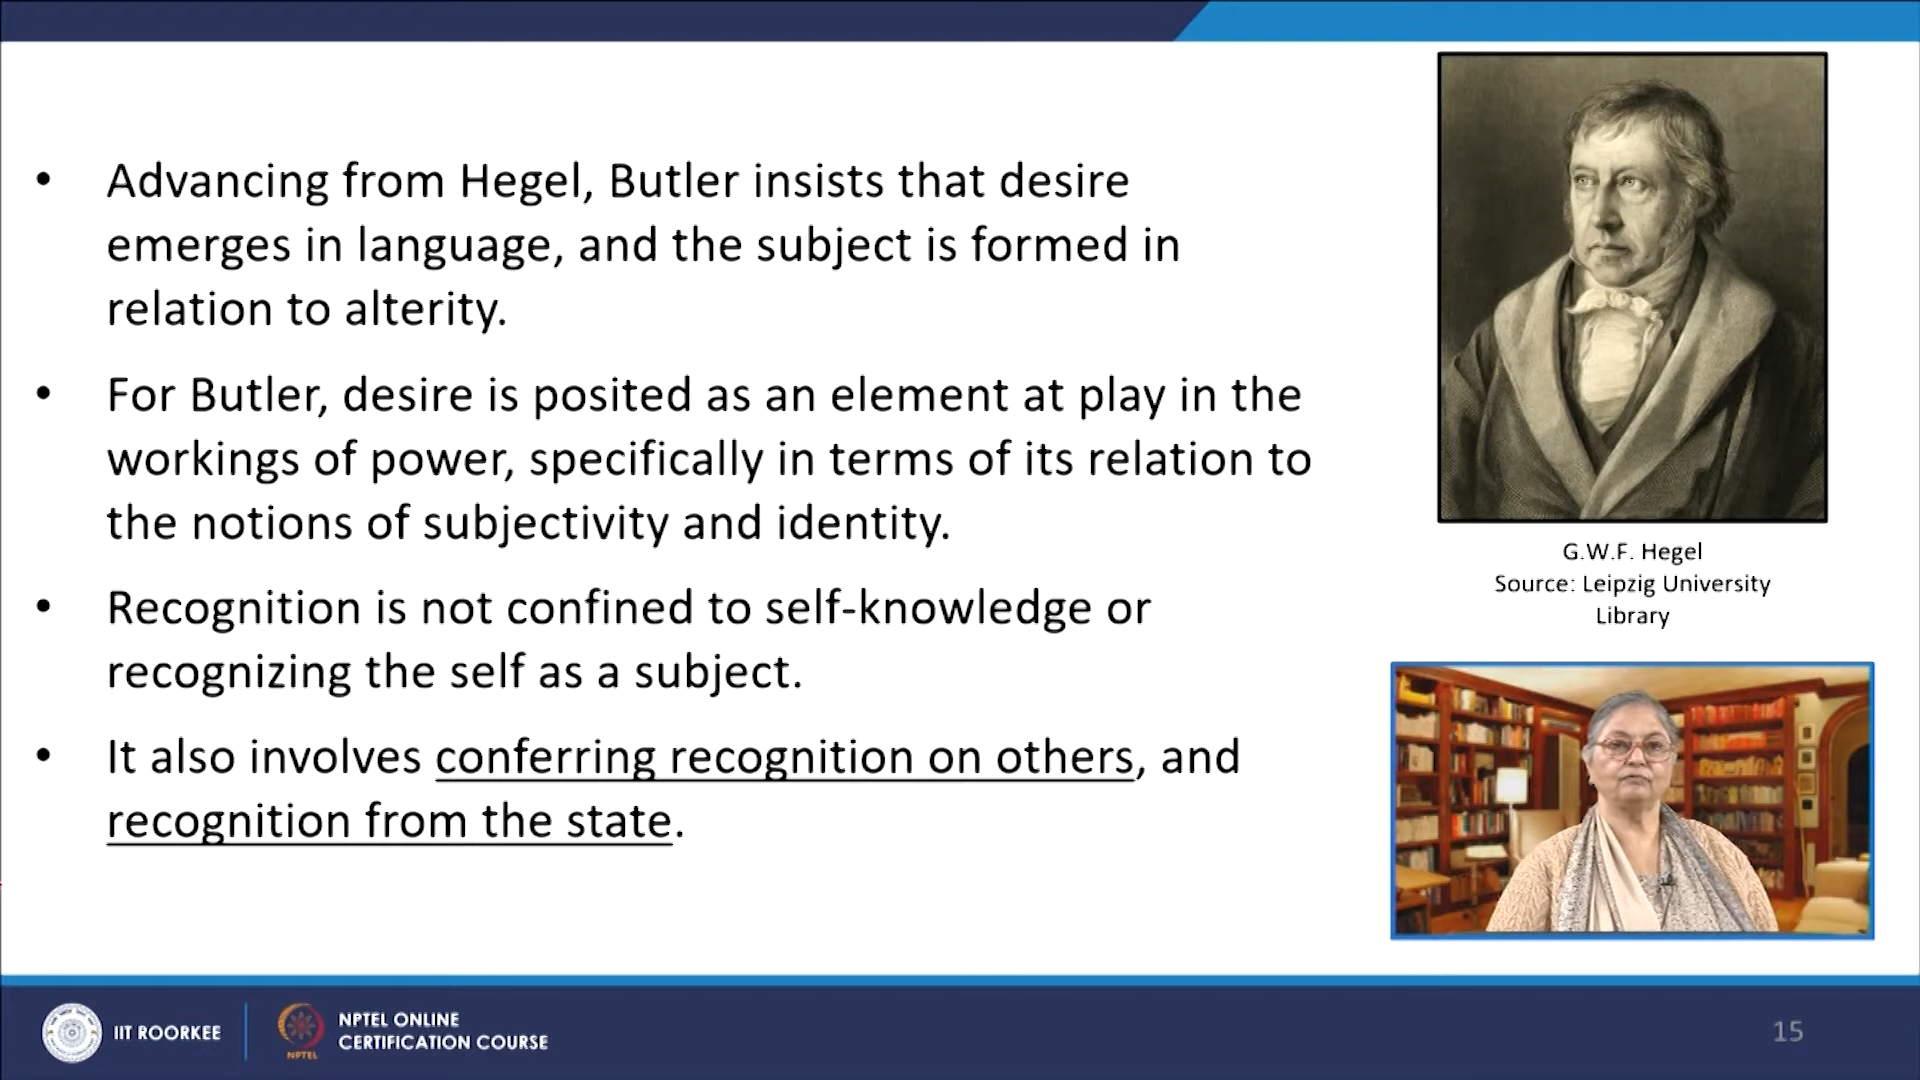 • Advancing from Hegel, Butler insists that desire
emerges in language, and the subject is formed in
relation to alterity.
• For Butler, desire is posited as an element at play in the
workings of power, specifically in terms of its relation to
the notions of subjectivity and identity.
• Recognition is not confined to self-knowledge or
recognizing the self as a subject.
• It also involves conferring recognition on others, and
recognition from the state.
G.W.F. Hegel
Source: Leipzig University
Library
IIT ROORKEE
NPTEL
NPTEL ONLINE
CERTIFICATION COURSE
15